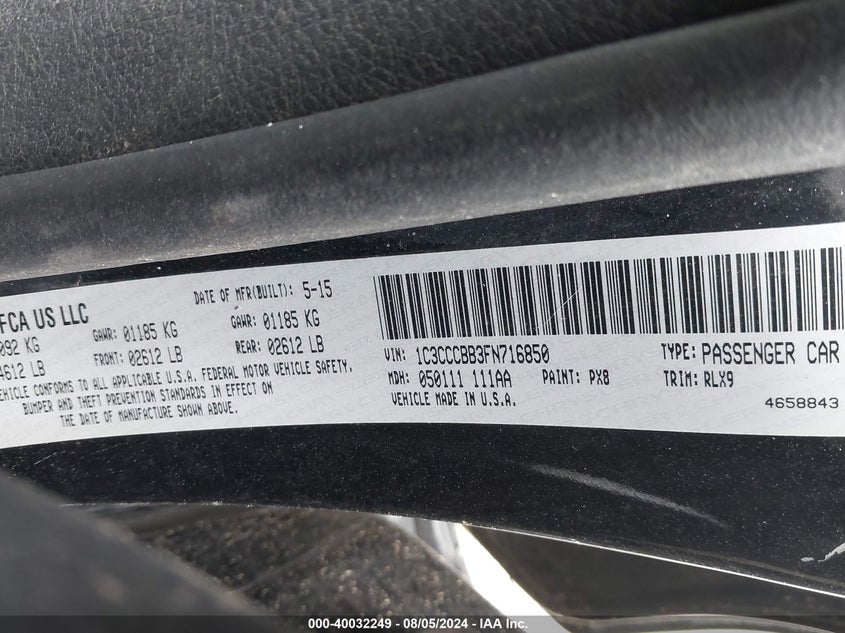 FCA US LLC
DATE OF MFR(BUILT): 5-15
092 KG GAWR: 01185 KG GAWR: 01185 KG
4612 LB FRONT: 02612 LB REAR: 02612 LB
VEHICLE CONFORMS TO ALL APPLICABLE U.S.A. FEDERAL MOTOR VEHICLE SAFETY,
BUMPER AND THEFT PREVENTION STANDARDS IN EFFECT ON
THE DATE OF MANUFACTURE SHOWN ABOVE.
VIN: 1C3CCCBB3FN716850 TYPE: PASSENGER CAR
MDH: 050111 111AA PAINT: PX8 TRIM: RLX9
VEHICLE MADE IN U.S.A.
4658843
000-40032249 - 08/05/2024 - IAA Inc.